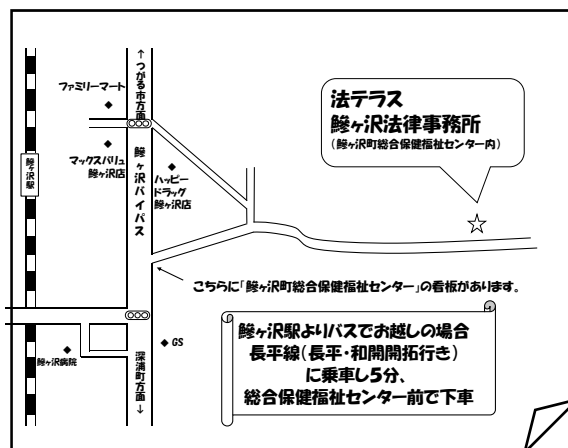 ↑つがる市方面
ファミリーマート
法テラス
鰺ヶ沢法律事務所
(鰺ヶ沢町総合保健福祉センター内)
鰺ヶ沢駅
マックスバリュ
鰺ヶ沢店
鰺ヶ沢バイパス
ハッピー
ドラッグ
鰺ヶ沢店
こちらに「鰺ヶ沢町総合保健福祉センター」の看板があります。
鰺ヶ沢病院
GS
深浦町方面↓
鰺ヶ沢駅よりバスでお越しの場合
長平線(長平・和開開拓行き)
に乗車し5分、
総合保健福祉センター前で下車